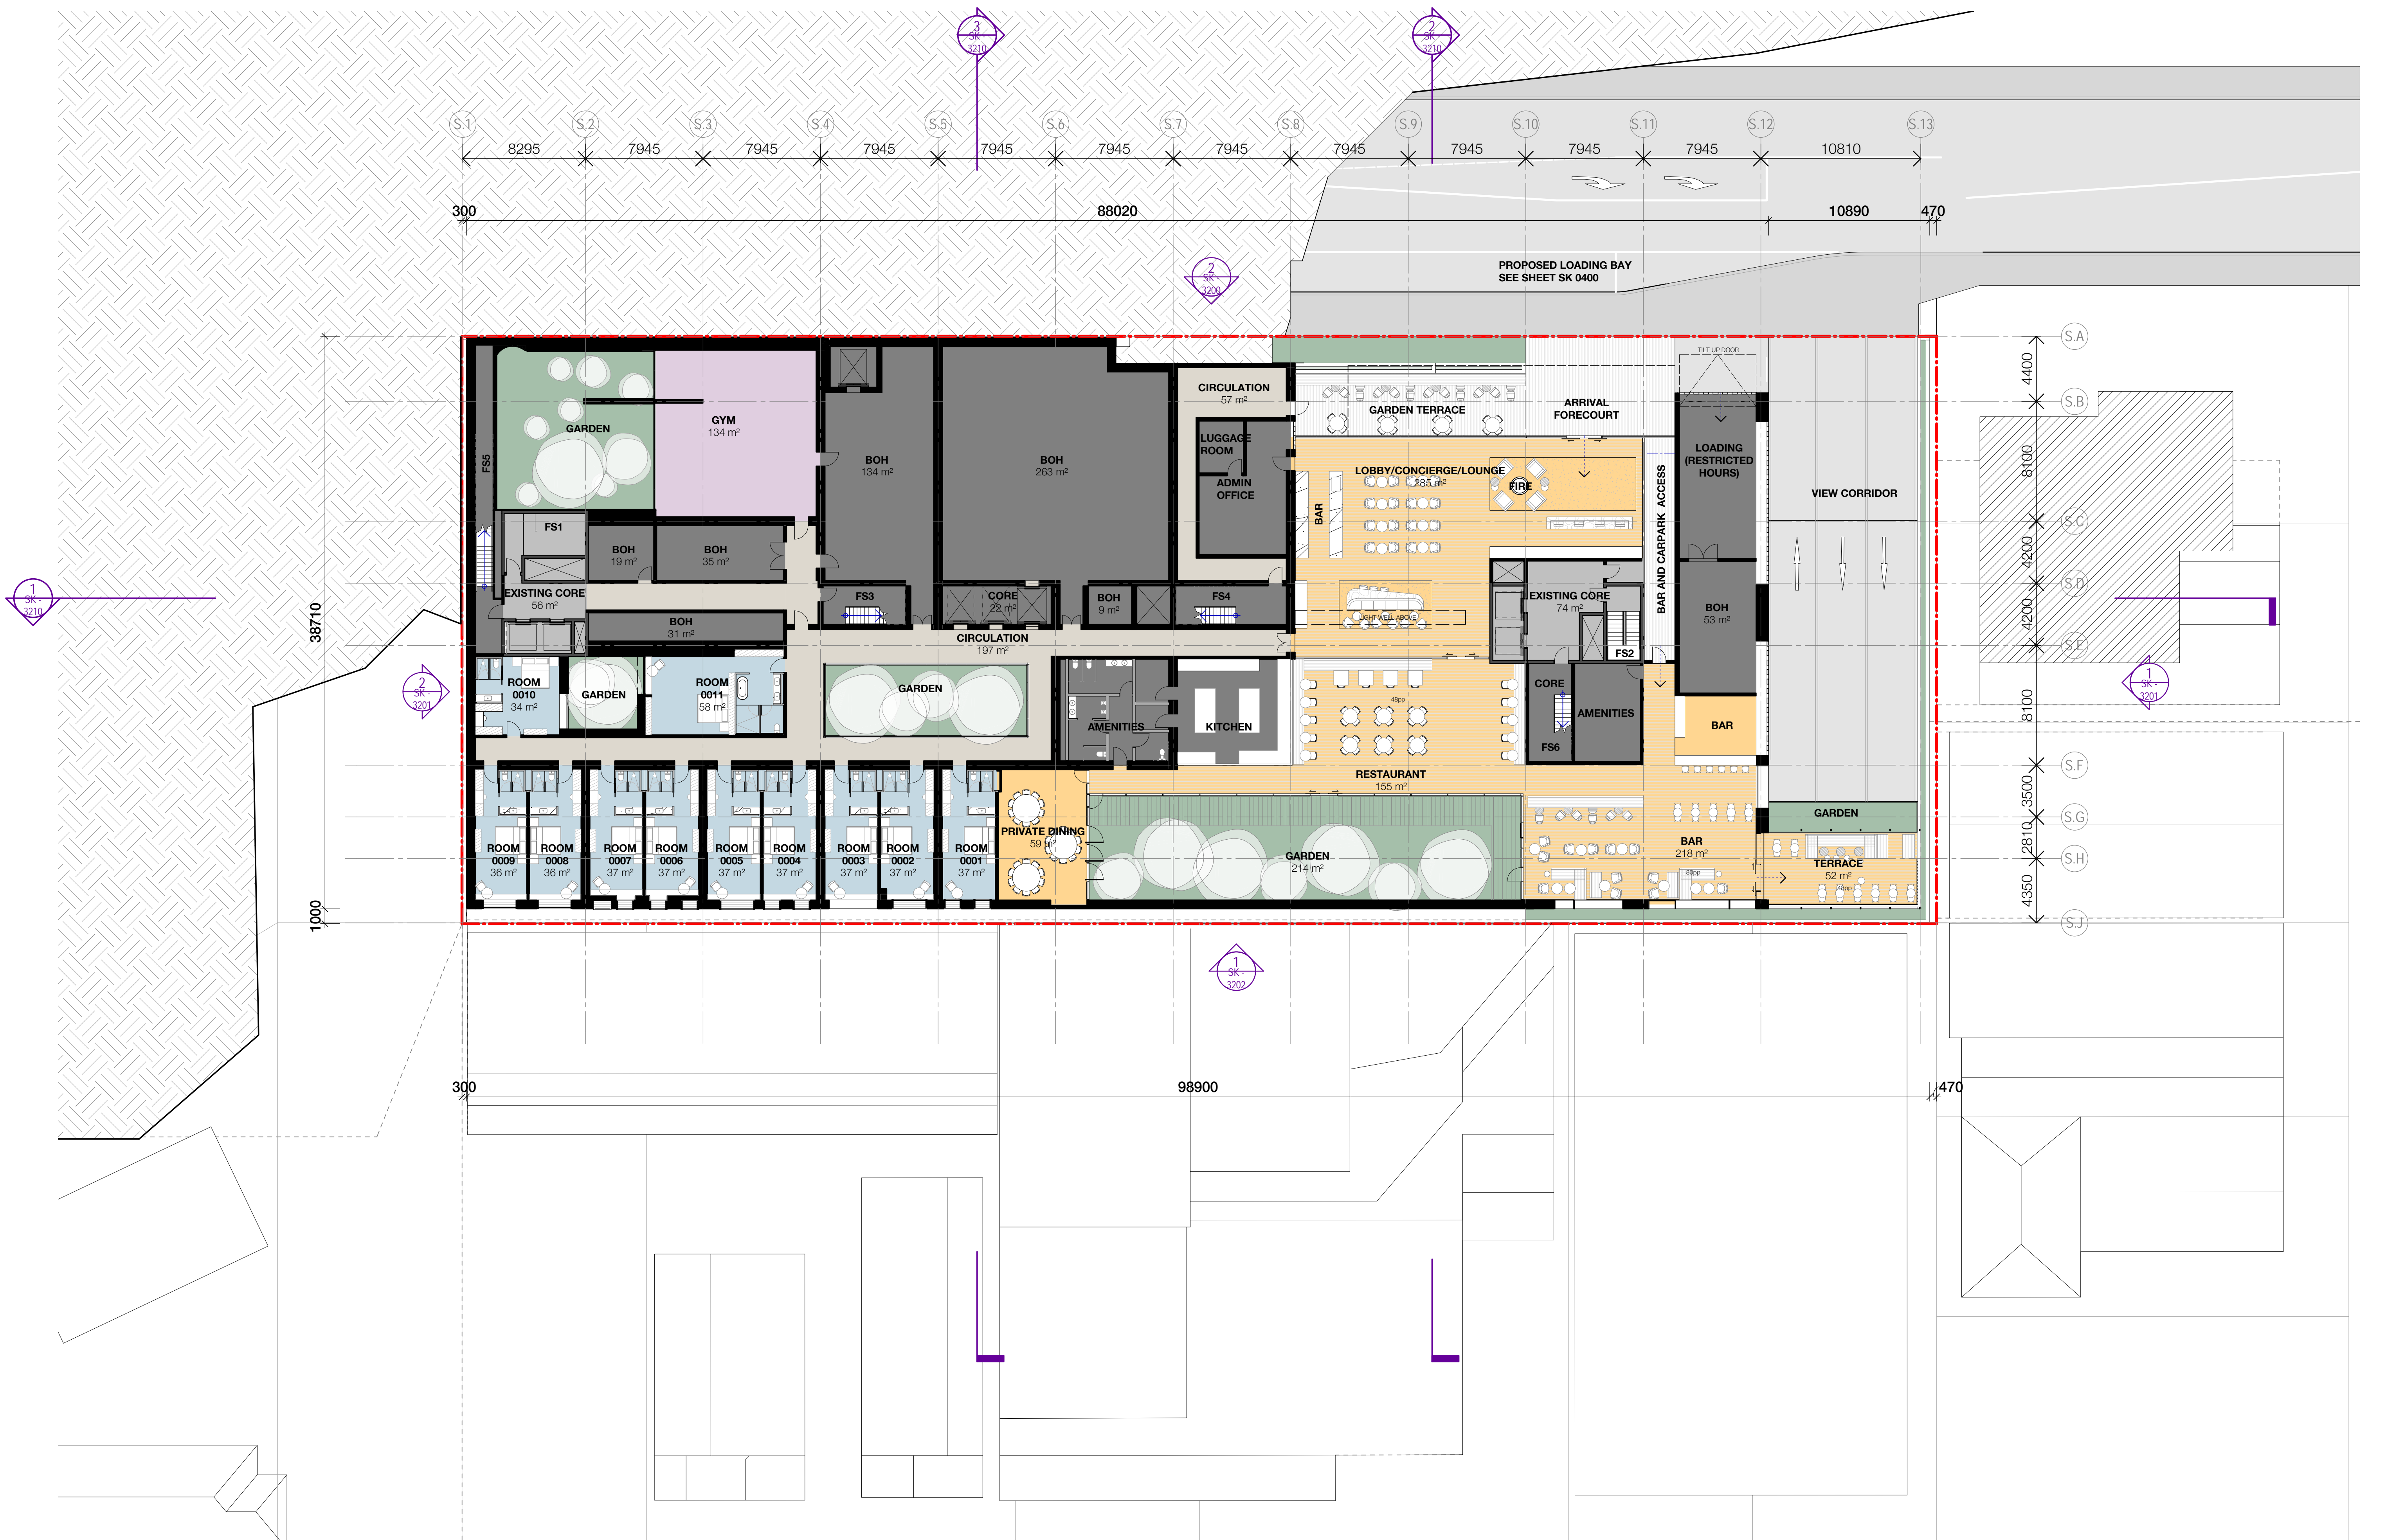 3
SK -
3210
2
SK -
3210
S.1
S.2
S.3
S.4
S.5
S.6
S.7
S.8
S.9
S.10
S.11
S.12
S.13
8295
7945
7945
7945
7945
7945
7945
7945
7945
7945
7945
10810
300
88020
10890
470
2
SK -
3200
PROPOSED LOADING BAY
SEE SHEET SK 0400
S.A
S.B
S.C
S.D
S.E
S.F
S.G
S.H
S.J
4400
8100
4200
4200
8100
3500
2810
4350
38710
1000
1
SK -
3210
2
SK -
3201
1
SK -
3201
1
SK -
3202
FS5
GARDEN
GYM
134 m²
BOH
134 m²
BOH
263 m²
CIRCULATION
57 m²
LUGGAGE
ROOM
ADMIN
OFFICE
GARDEN TERRACE
ARRIVAL
FORECOURT
TILT UP DOOR
LOADING
(RESTRICTED
HOURS)
LOBBY/CONCIERGE/LOUNGE
285 m²
FIRE
BAR
BAR AND CARPARK ACCESS
VIEW CORRIDOR
FS1
BOH
19 m²
BOH
35 m²
EXISTING CORE
56 m²
BOH
31 m²
FS3
CORE
22 m²
BOH
9 m²
FS4
LIGHT WELL ABOVE
EXISTING CORE
74 m²
FS2
BOH
53 m²
CIRCULATION
197 m²
ROOM
0010
34 m²
GARDEN
ROOM
0011
58 m²
GARDEN
AMENITIES
KITCHEN
48pp
CORE
FS6
AMENITIES
BAR
RESTAURANT
155 m²
ROOM
0009
36 m²
ROOM
0008
36 m²
ROOM
0007
37 m²
ROOM
0006
37 m²
ROOM
0005
37 m²
ROOM
0004
37 m²
ROOM
0003
37 m²
ROOM
0002
37 m²
ROOM
0001
37 m²
PRIVATE DINING
59 m²
GARDEN
214 m²
BAR
218 m²
80pp
GARDEN
TERRACE
52 m²
48pp
300
98900
470